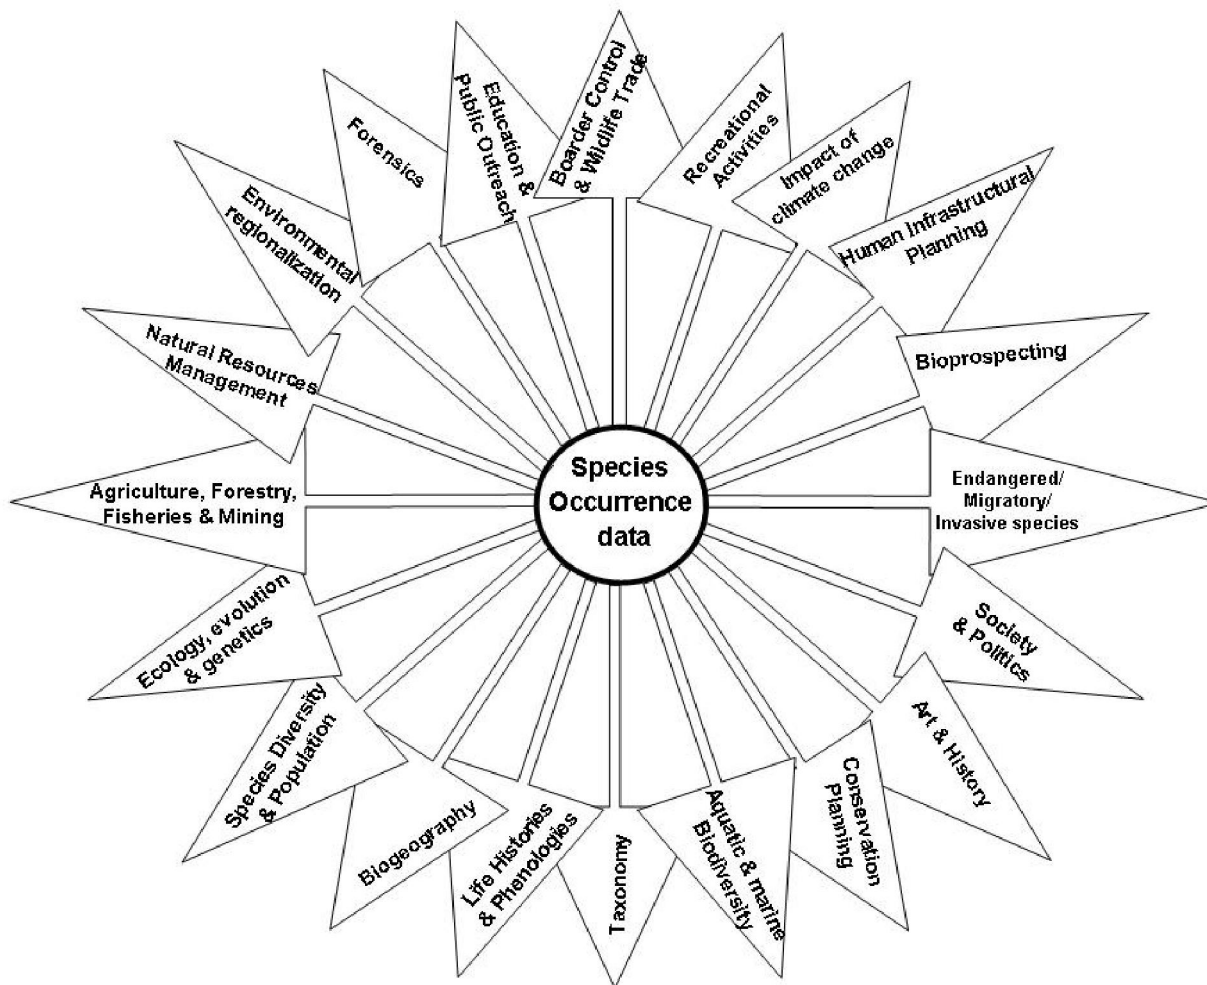 Species
Occurrence
data
Boarder Control
& Wildlife Trade
Recreational
Activities
Impact of
climate change
Human Infrastructural
Planning
Bioprospecting
Endangered/
Migratory/
Invasive species
Society
& Politics
Art & History
Conservation
Planning
Aquatic & marine
Biodiversity
Taxonomy
Life Histories
& Phenologies
Biogeography
Species Diversity
& Population
Ecology, evolution
& genetics
Agriculture, Forestry,
Fisheries & Mining
Natural Resources
Management
Environmental
regionalization
Forensics
Education &
Public Outreach